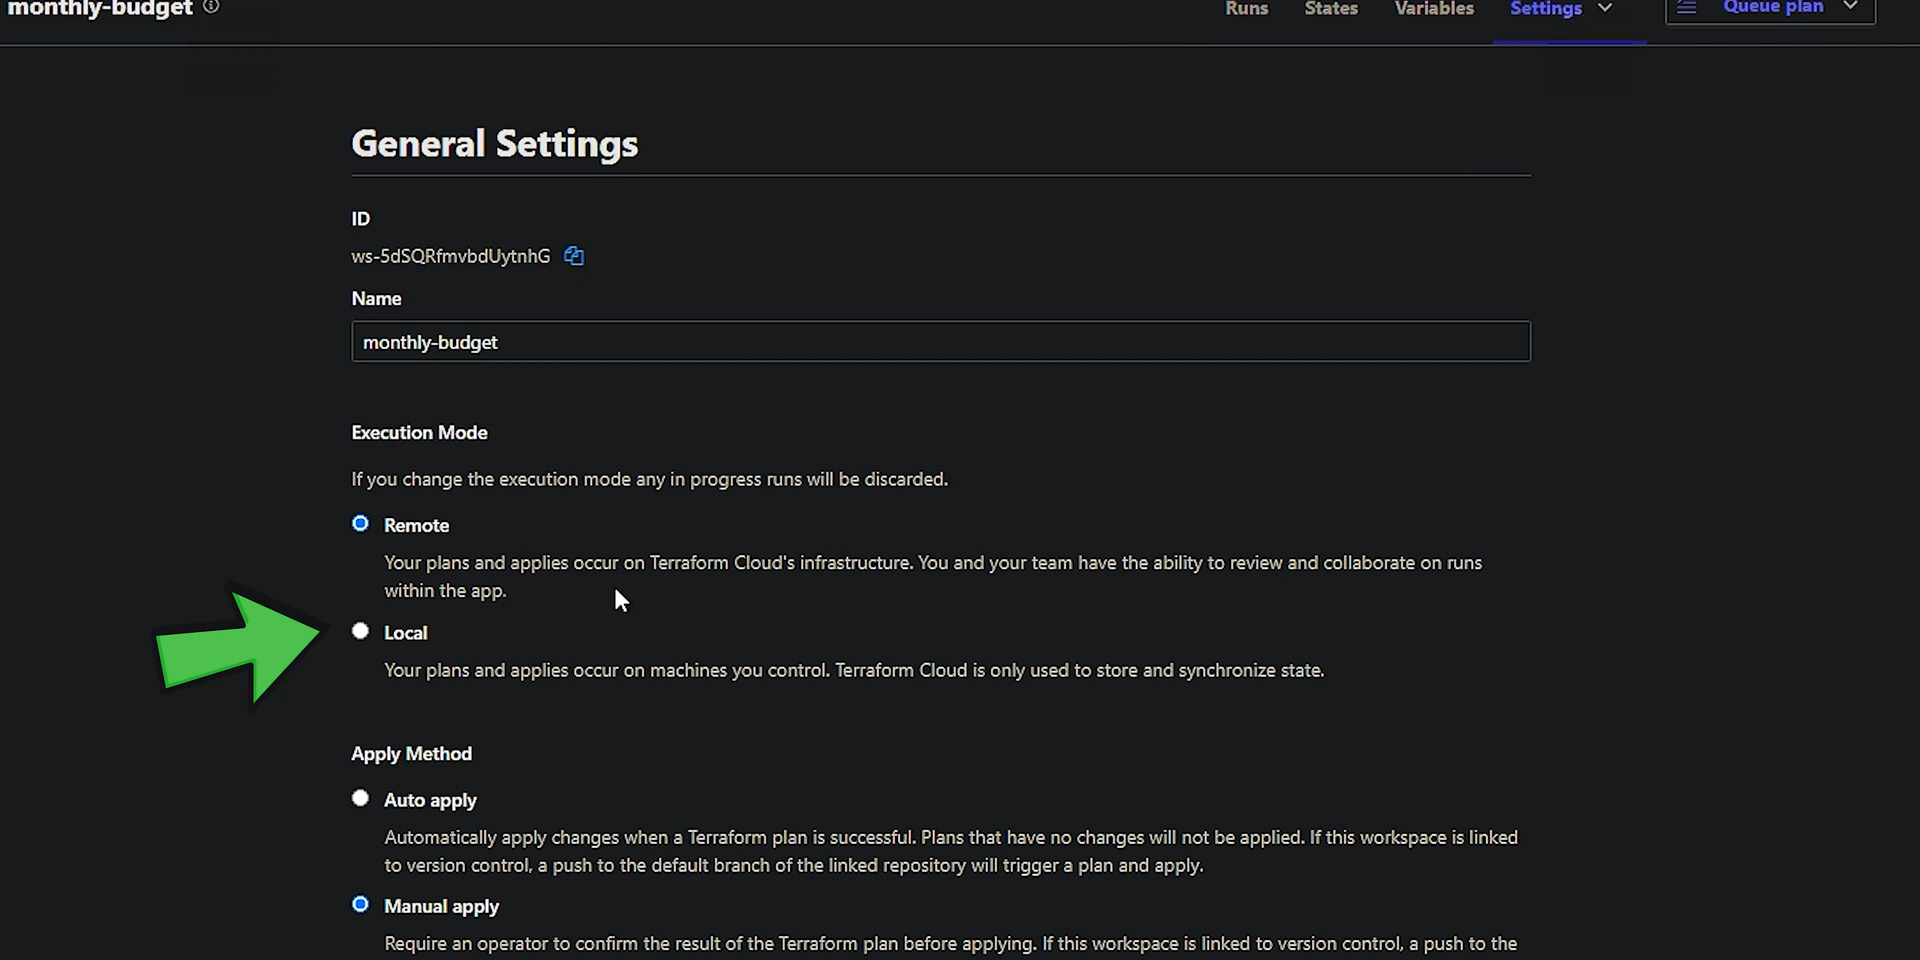 monthly-budget
Runs States Variables Settings Queue plan
General Settings
ID
ws-5dSQRfmvbdUytnhG
Name
monthly-budget
Execution Mode
If you change the execution mode any in progress runs will be discarded.
Remote
Your plans and applies occur on Terraform Cloud's infrastructure. You and your team have the ability to review and collaborate on runs
within the app.
Local
Your plans and applies occur on machines you control. Terraform Cloud is only used to store and synchronize state.
Apply Method
Auto apply
Automatically apply changes when a Terraform plan is successful. Plans that have no changes will not be applied. If this workspace is linked
to version control, a push to the default branch of the linked repository will trigger a plan and apply.
Manual apply
Require an operator to confirm the result of the Terraform plan before applying. If this workspace is linked to version control, a push to the